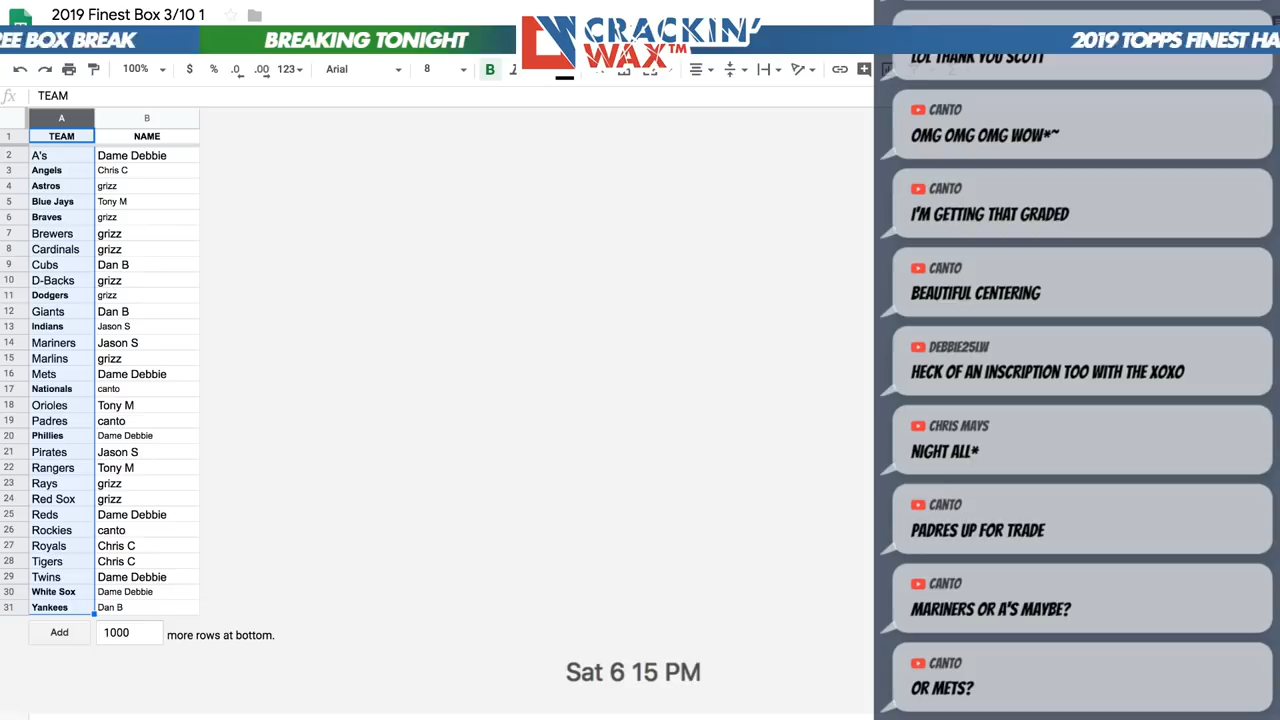 2019 Finest Box 3/10 1
REE BOX BREAK
BREAKING TONIGHT
CRACKIN'
WAX™
2019 TOPPS FINEST HA
100%
$
%
.0
.00
123
Arial
8
B
fx
TEAM
A
B
1 TEAM NAME
2 A's Dame Debbie
3 Angels Chris C
4 Astros grizz
5 Blue Jays Tony M
6 Braves grizz
7 Brewers grizz
8 Cardinals grizz
9 Cubs Dan B
10 D-Backs grizz
11 Dodgers grizz
12 Giants Dan B
13 Indians Jason S
14 Mariners Jason S
15 Marlins grizz
16 Mets Dame Debbie
17 Nationals canto
18 Orioles Tony M
19 Padres canto
20 Phillies Dame Debbie
21 Pirates Jason S
22 Rangers Tony M
23 Rays grizz
24 Red Sox grizz
25 Reds Dame Debbie
26 Rockies canto
27 Royals Chris C
28 Tigers Chris C
29 Twins Dame Debbie
30 White Sox Dame Debbie
31 Yankees Dan B
Add 1000 more rows at bottom.
Sat 6 15 PM
LOL THANK YOU SCOTT
CANTO
OMG OMG OMG WOW*~
CANTO
I'M GETTING THAT GRADED
CANTO
BEAUTIFUL CENTERING
DEBBIE25LW
HECK OF AN INSCRIPTION TOO WITH THE XOXO
CHRIS MAYS
NIGHT ALL*
CANTO
PADRES UP FOR TRADE
CANTO
MARINERS OR A'S MAYBE?
CANTO
OR METS?